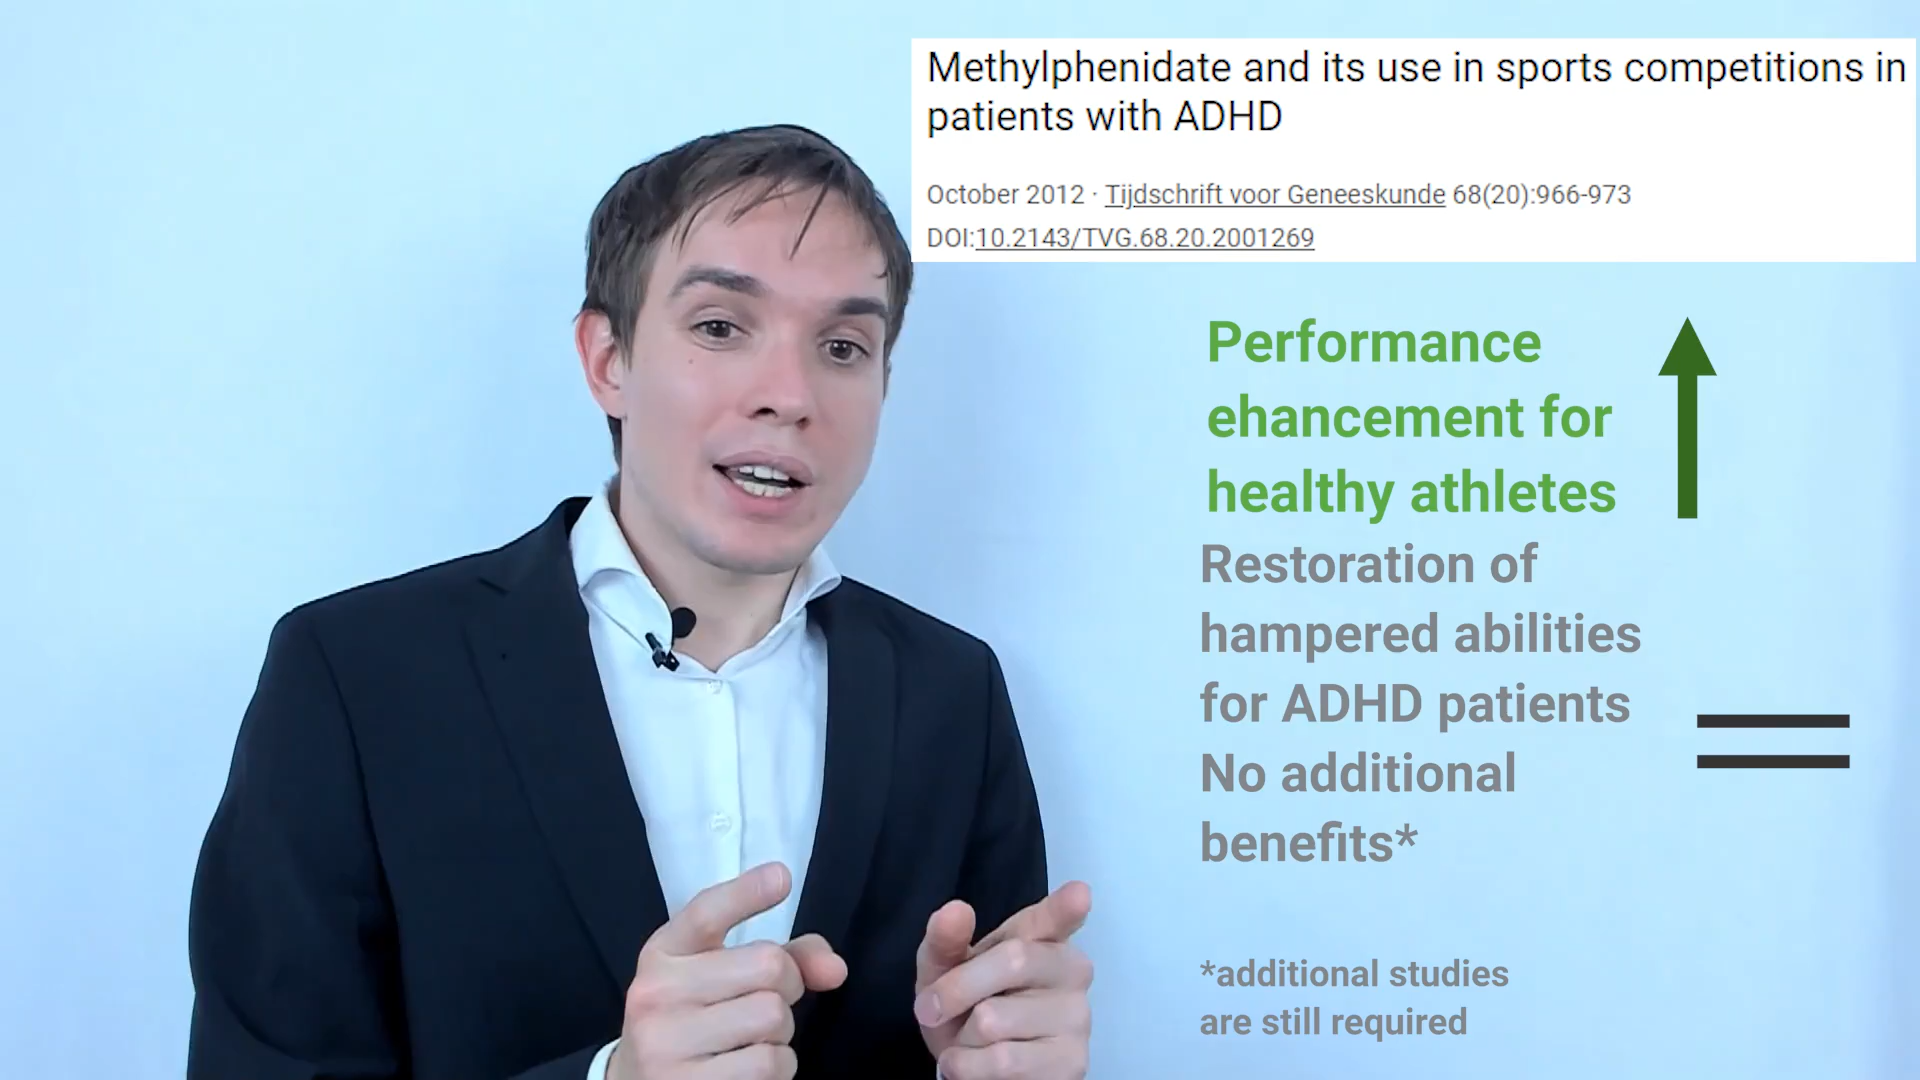 Methylphenidate and its use in sports competitions in
patients with ADHD
October 2012 · Tijdschrift voor Geneeskunde 68(20):966-973
DOI:10.2143/TVG.68.20.2001269
Performance
ehancement for
healthy athletes
Restoration of
hampered abilities
for ADHD patients
No additional
benefits*
*additional studies
are still required